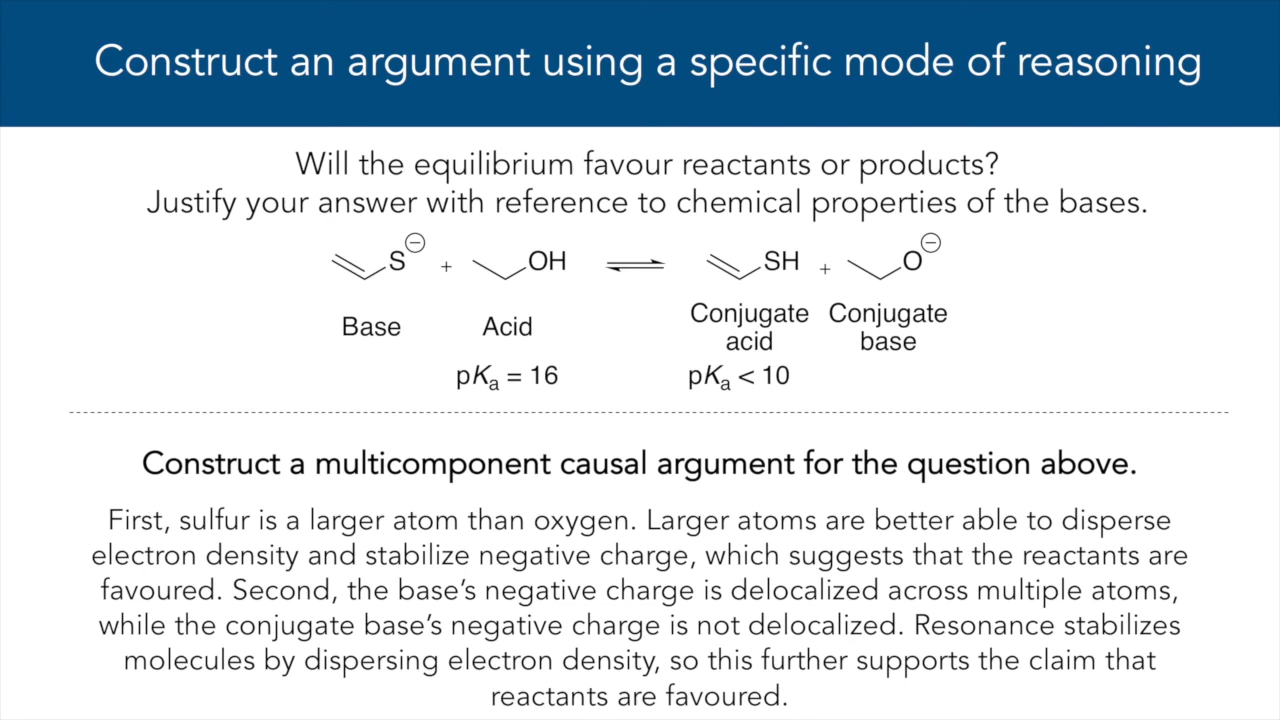 Construct an argument using a specific mode of reasoning
Will the equilibrium favour reactants or products?
Justify your answer with reference to chemical properties of the bases.
S⊖ + OH ⇌ SH + O⊖
Base Acid Conjugate acid Conjugate base
pKa = 16 pKa < 10
Construct a multicomponent causal argument for the question above.
First, sulfur is a larger atom than oxygen. Larger atoms are better able to disperse
electron density and stabilize negative charge, which suggests that the reactants are
favoured. Second, the base’s negative charge is delocalized across multiple atoms,
while the conjugate base’s negative charge is not delocalized. Resonance stabilizes
molecules by dispersing electron density, so this further supports the claim that
reactants are favoured.